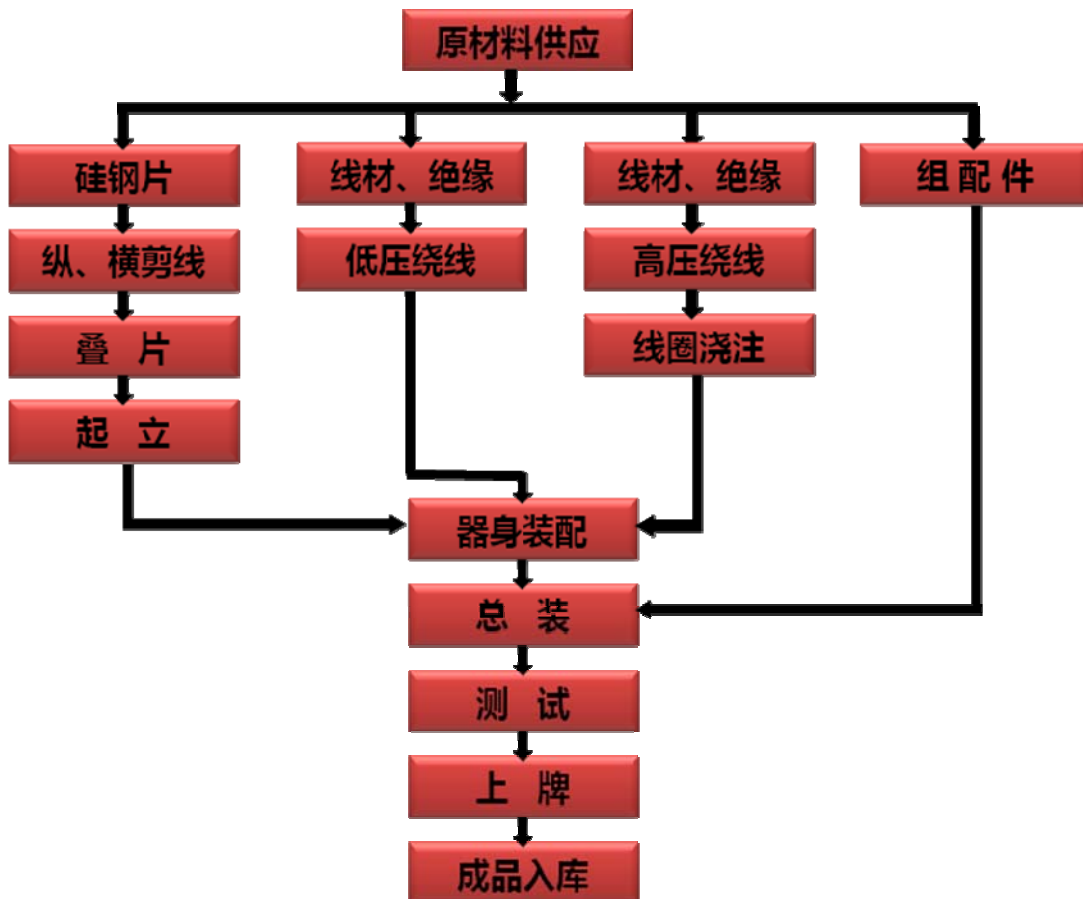 原材料供应
硅钢片
线材、绝缘
线材、绝缘
组配件
纵、横剪线
低压绕线
高压绕线
叠 片
线圈浇注
起 立
器身装配
总 装
测 试
上 牌
成品入库